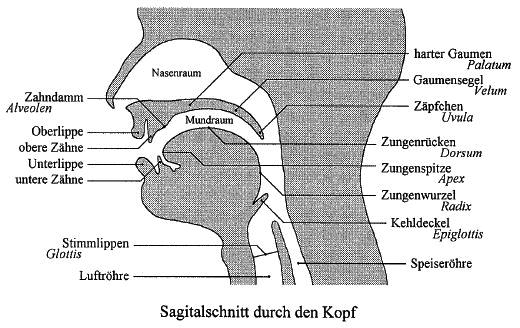 Nasenraum
Mundraum
Zahndamm
Alveolen
Oberlippe
obere Zähne
Unterlippe
untere Zähne
Stimmlippen
Glottis
Luftröhre
harter Gaumen
Palatum
Gaumensegel
Velum
Zäpfchen
Uvula
Zungenrücken
Dorsum
Zungenspitze
Apex
Zungenwurzel
Radix
Kehldeckel
Epiglottis
Speiseröhre
Sagitalschnitt durch den Kopf